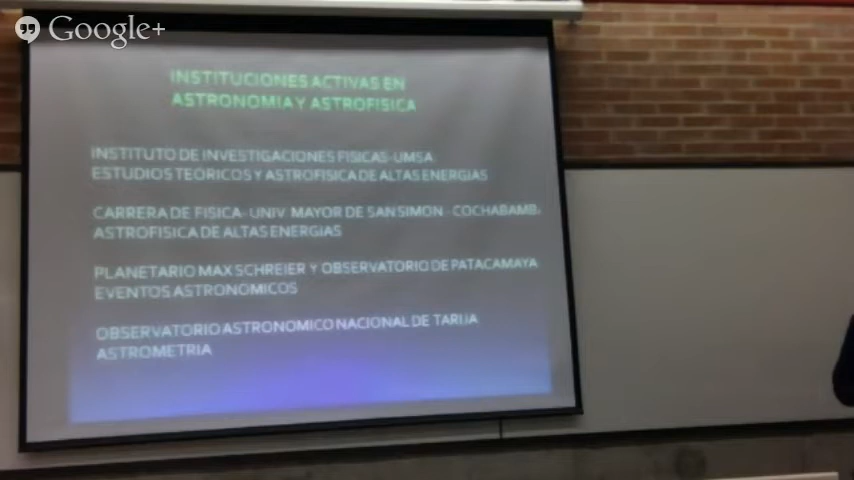 Google+
INSTITUCIONES ACTIVAS EN
ASTRONOMIA Y ASTROFISICA
INSTITUTO DE INVESTIGACIONES FISICAS-UMSA
ESTUDIOS TEÓRICOS Y ASTROFISICA DE ALTAS ENERGIAS
CARRERA DE FISICA- UNIV. MAYOR DE SAN SIMON - COCHABAMB
ASTROFISICA DE ALTAS ENERGIAS
PLANETARIO MAX SCHREIER Y OBSERVATORIO DE PATACAMAYA
EVENTOS ASTRONOMICOS
OBSERVATORIO ASTRONOMICO NACIONAL DE TARIJA
ASTROMETRIA